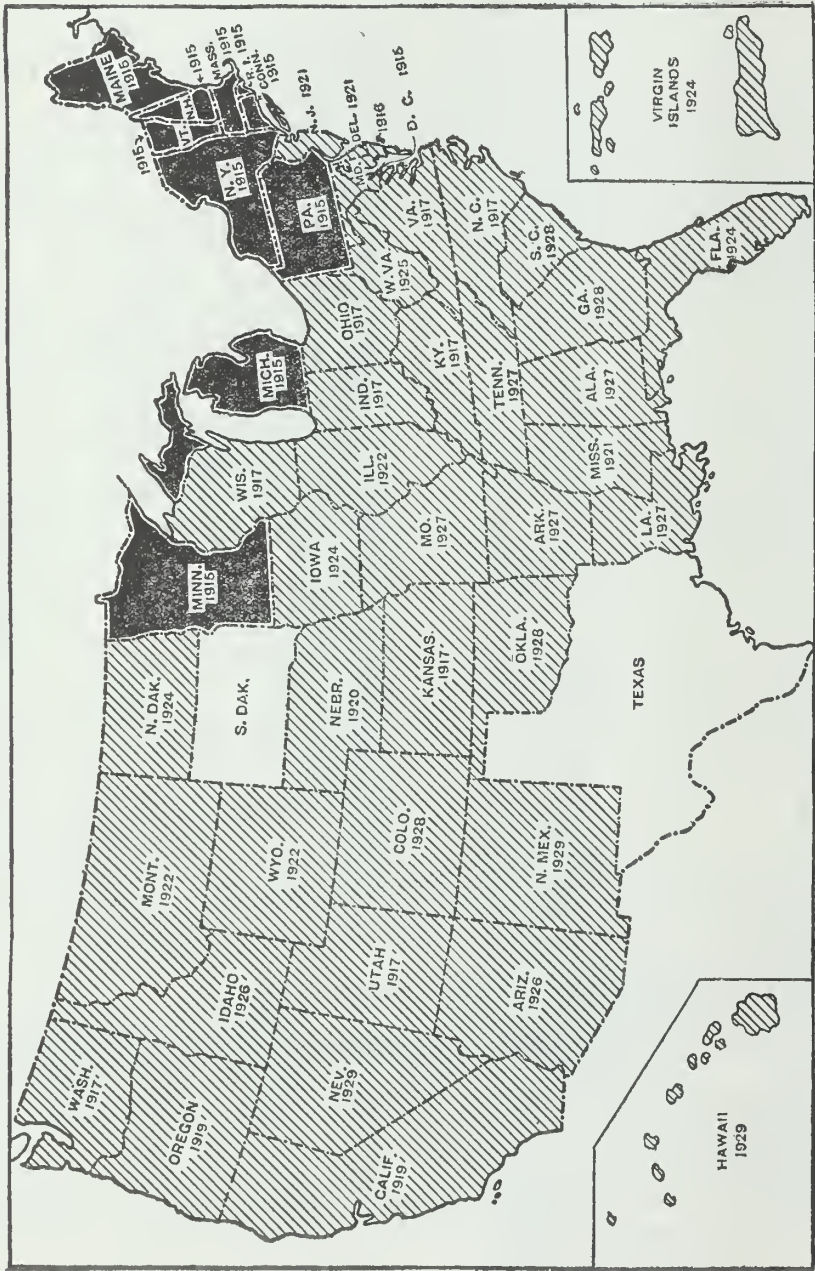 WASH.
1917
OREGON
1919
CALIF
1919
NEV.
1929
IDAHO
1926
MONT.
1922
WYO.
1922
UTAH
1917
ARIZ.
1926
COLO.
1928
N. MEX.
1929
N. DAK.
1924
S. DAK.
NEBR.
1920
KANSAS.
1917
OKLA.
1928
TEXAS
MINN.
1915
IOWA
1924
MO.
1927
ARK.
1927
LA.
1927
WIS.
1917
ILL.
1922
MICH.
1915
IND.
1917
OHIO
1917
KY.
1917
TENN.
1927
MISS.
1921
ALA.
1927
GA.
1928
FLA.
1924
S. C.
1928
N. C.
1917
VA.
1917
W. VA.
1925
PA.
1915
N. Y.
1915
1915
VT.
N.H.
1915
MAINE
1915
MASS.
1915
R. I.
1915
CONN.
1915
N. J. 1921
DEL. 1921
MD.
1916
D. C. 1915
HAWAII
1929
VIRGIN
ISLANDS
1924